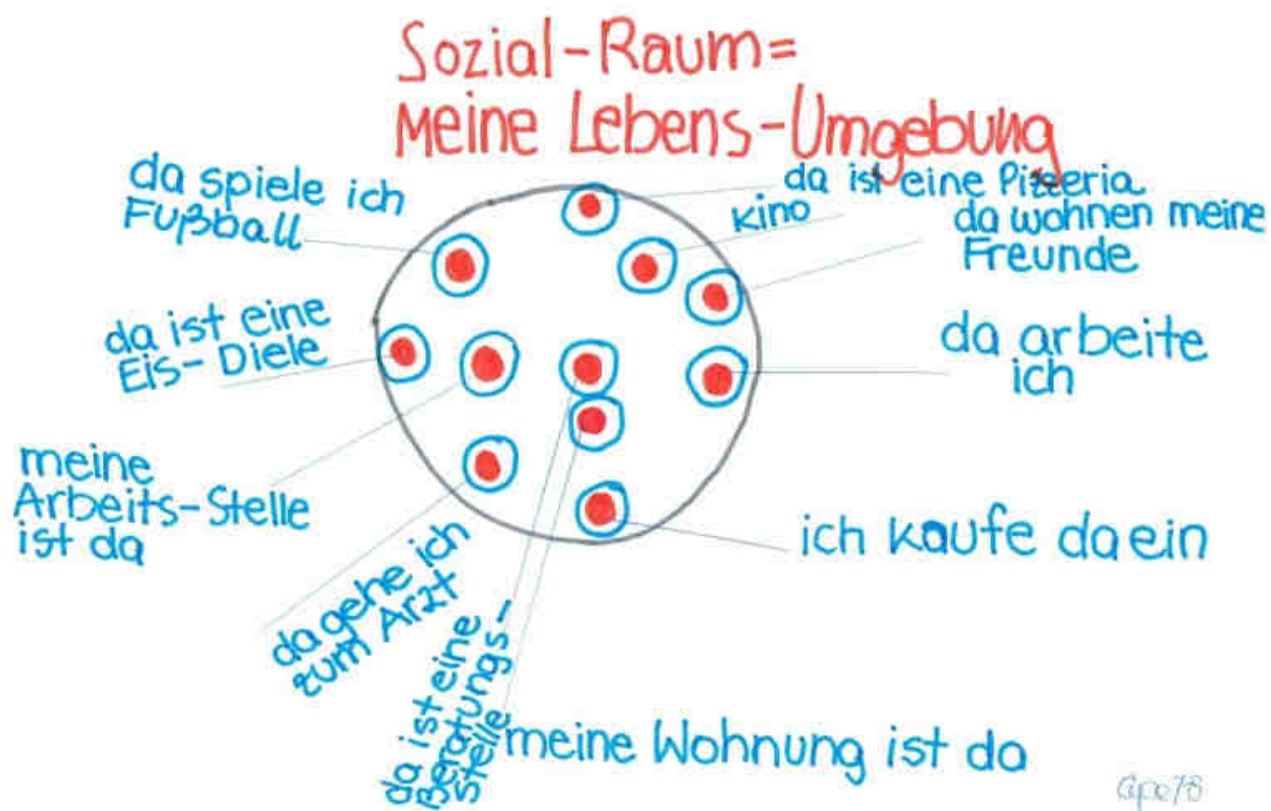 Sozial-Raum=
Meine Lebens-Umgebung
da spiele ich
Fußball
da ist eine Pizzeria
Kino
da wohnen meine
Freunde
da ist eine
Eis-Diele
da arbeite
ich
meine
Arbeits-Stelle
ist da
ich kaufe da ein
da gehe ich
zum Arzt
da ist eine
Beratungs-
Stelle
meine Wohnung ist da